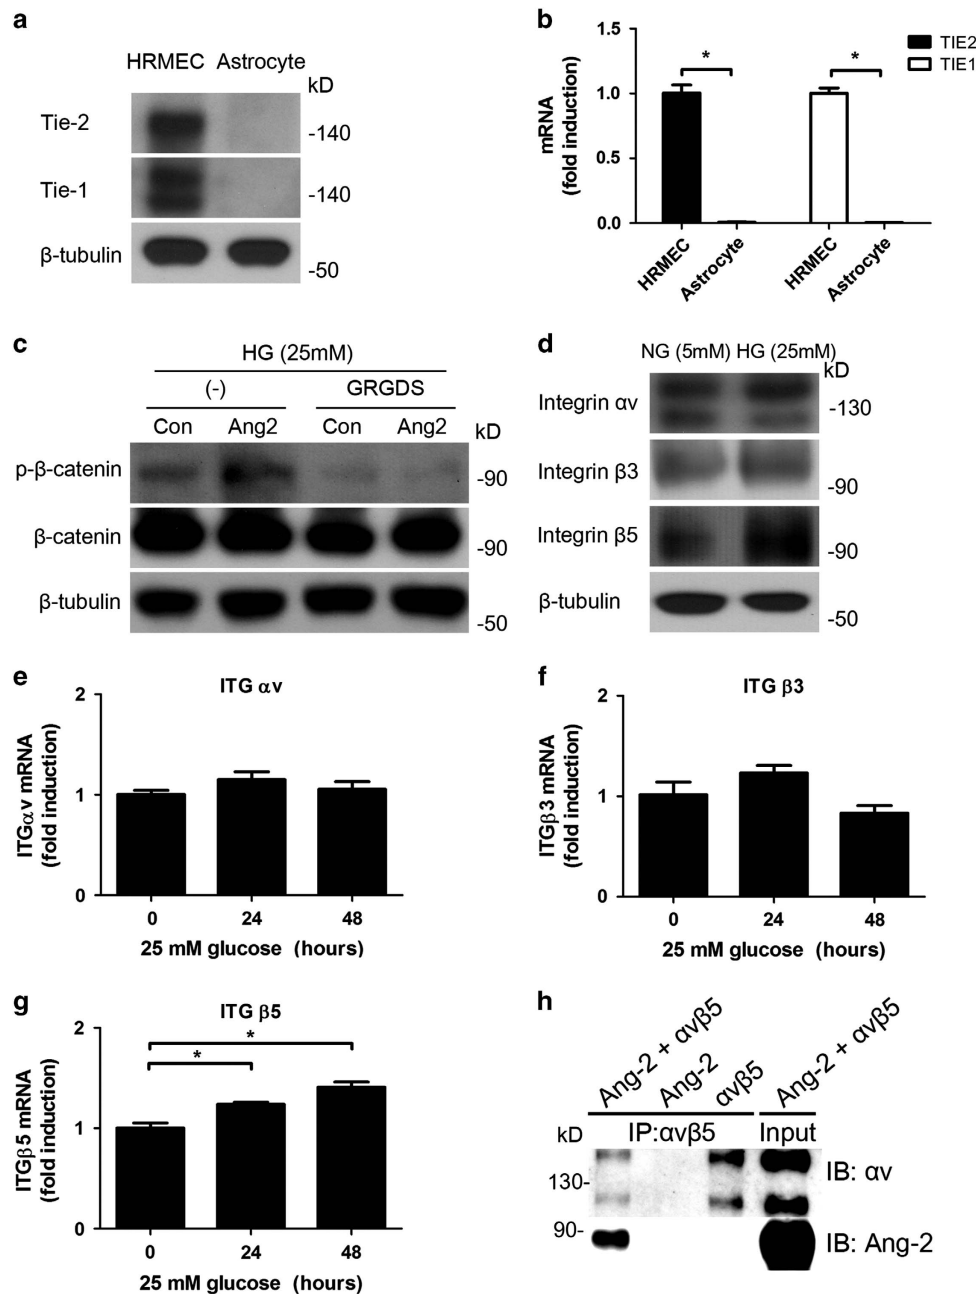 a
HRMEC Astrocyte
kD
Tie-2
-140
Tie-1
-140
β-tubulin
-50
b
TIE2
TIE1
*
*
mRNA
(fold induction)
1.5
1.0
0.5
0.0
HRMEC
Astrocyte
HRMEC
Astrocyte
c
HG (25mM)
(-)
GRGDS
Con Ang2 Con Ang2
kD
p-β-catenin
-90
β-catenin
-90
β-tubulin
-50
d
NG (5mM) HG (25mM)
kD
Integrin αv
-130
Integrin β3
-90
Integrin β5
-90
β-tubulin
-50
e
ITG αv
ITGαv mRNA
(fold induction)
2
1
0
0 24 48
25 mM glucose (hours)
f
ITG β3
ITGβ3 mRNA
(fold induction)
2
1
0
0 24 48
25 mM glucose (hours)
g
ITG β5
ITGβ5 mRNA
(fold induction)
2
1
0
*
*
0 24 48
25 mM glucose (hours)
h
Ang-2 + αvβ5
Ang-2
αvβ5
Ang-2 + αvβ5
kD
IP:αvβ5
Input
130-
IB: αv
90-
IB: Ang-2